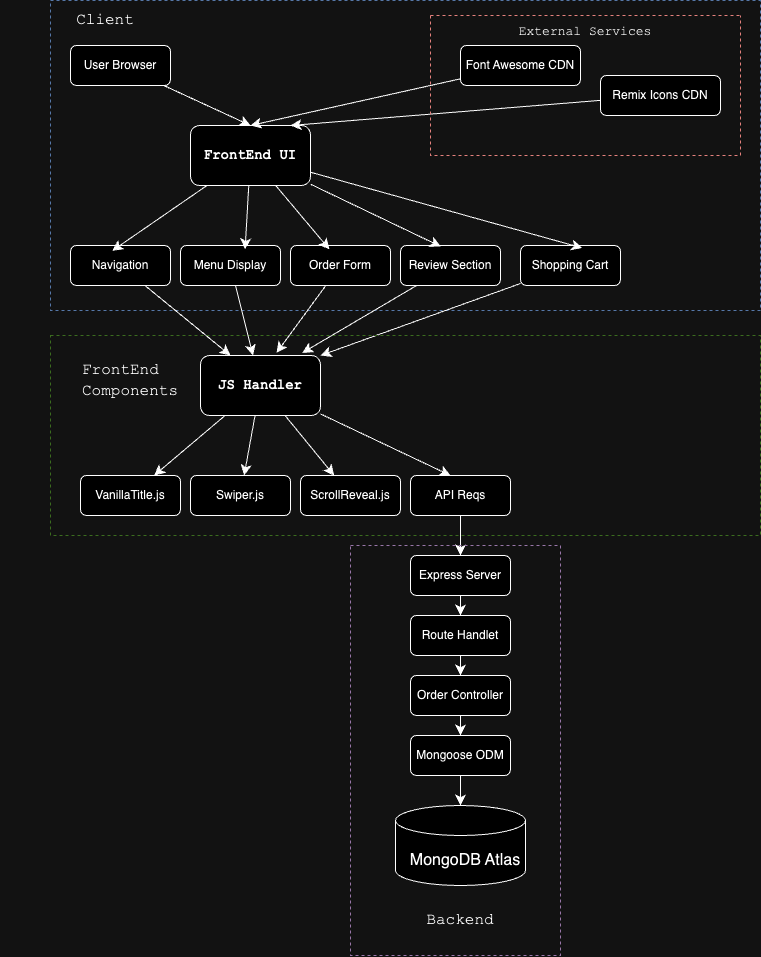 Client
External Services
User Browser
Font Awesome CDN
Remix Icons CDN
FrontEnd UI
Navigation
Menu Display
Order Form
Review Section
Shopping Cart
FrontEnd
Components
JS Handler
VanillaTitle.js
Swiper.js
ScrollReveal.js
API Reqs
Express Server
Route Handlet
Order Controller
Mongoose ODM
MongoDB Atlas
Backend